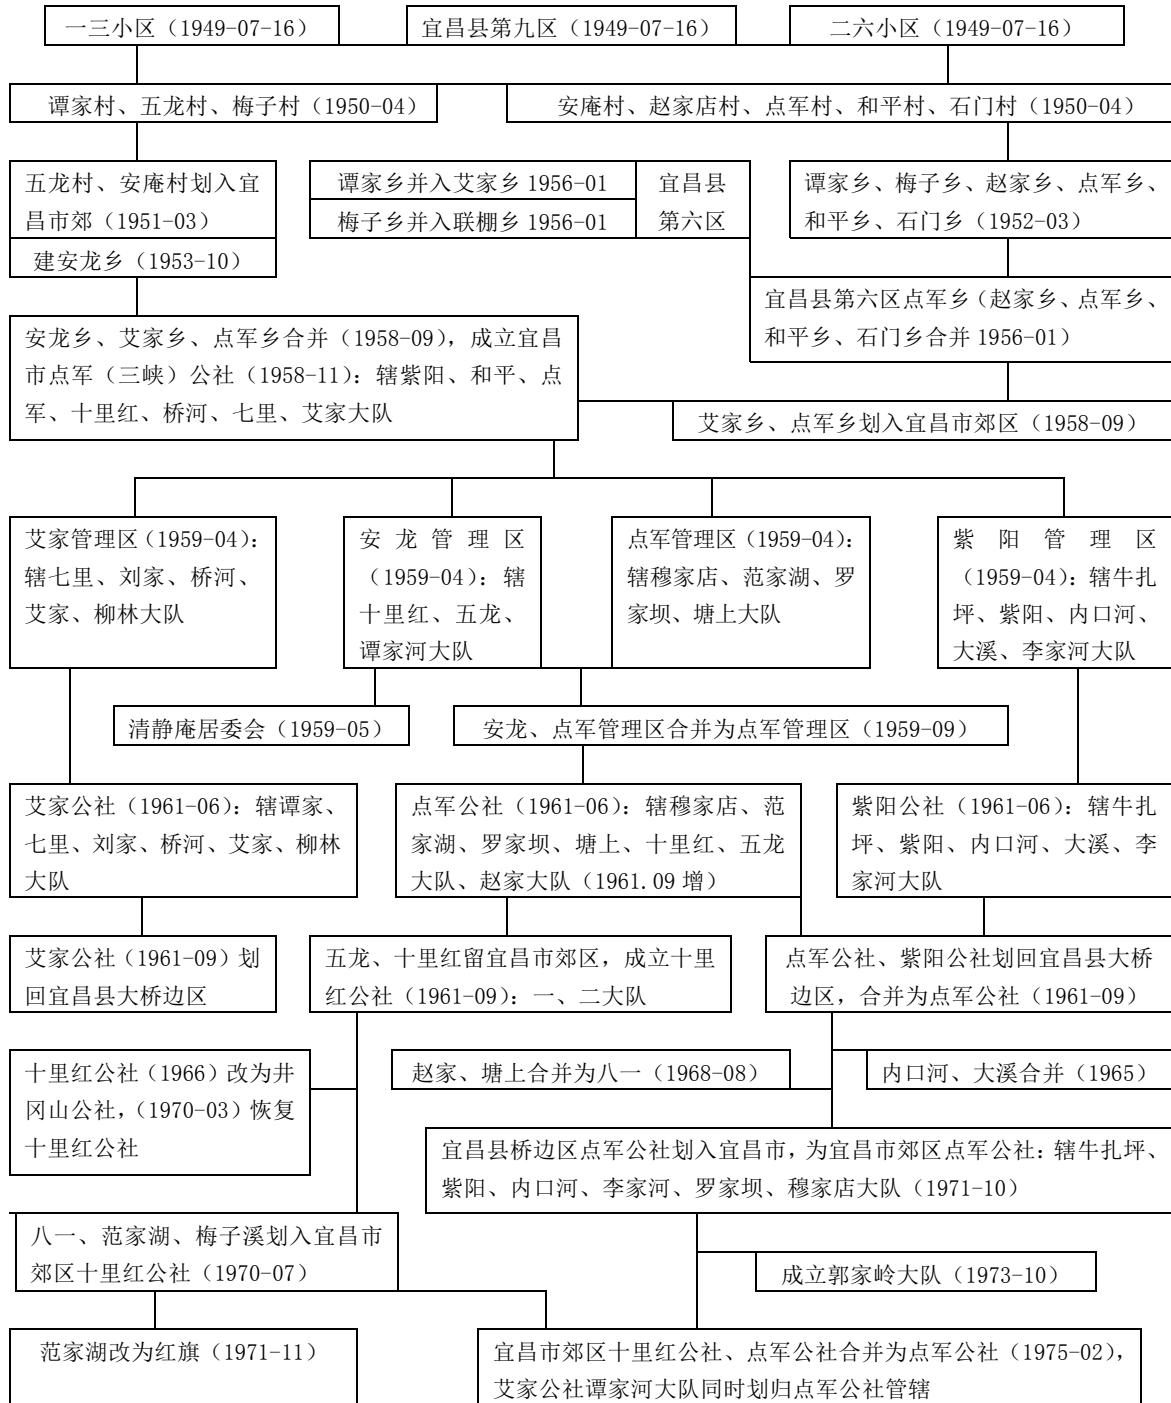 一三小区（1949-07-16）
宜昌县第九区（1949-07-16）
二六小区（1949-07-16）
谭家村、五龙村、梅子村（1950-04）
安庵村、赵家店村、点军村、和平村、石门村（1950-04）
五龙村、安庵村划入宜
昌市郊（1951-03）
建安龙乡（1953-10）
谭家乡并入艾家乡 1956-01
梅子乡并入联棚乡 1956-01
宜昌县
第六区
谭家乡、梅子乡、赵家乡、点军乡、
和平乡、石门乡（1952-03）
宜昌县第六区点军乡（赵家乡、点军乡、
和平乡、石门乡合并 1956-01）
安龙乡、艾家乡、点军乡合并（1958-09），成立宜昌
市点军（三峡）公社（1958-11）：辖紫阳、和平、点
军、十里红、桥河、七里、艾家大队
艾家乡、点军乡划入宜昌市郊区（1958-09）
艾家管理区（1959-04）：
辖七里、刘家、桥河、
艾家、柳林大队
安龙管理区
（1959-04）：辖
十里红、五龙、
谭家河大队
点军管理区（1959-04）：
辖穆家店、范家湖、罗
家坝、塘上大队
紫阳管理区
（1959-04）：辖牛扎
坪、紫阳、内口河、
大溪、李家河大队
清静庵居委会（1959-05）
安龙、点军管理区合并为点军管理区（1959-09）
艾家公社（1961-06）：辖谭家、
七里、刘家、桥河、艾家、柳林
大队
点军公社（1961-06）：辖穆家店、范
家湖、罗家坝、塘上、十里红、五龙
大队、赵家大队（1961.09 增）
紫阳公社（1961-06）：辖牛扎
坪、紫阳、内口河、大溪、李
家河大队
艾家公社（1961-09）划
回宜昌县大桥边区
五龙、十里红留宜昌市郊区，成立十里
红公社（1961-09）：一、二大队
点军公社、紫阳公社划回宜昌县大桥
边区，合并为点军公社（1961-09）
十里红公社（1966）改为井
冈山公社，（1970-03）恢复
十里红公社
赵家、塘上合并为八一（1968-08）
内口河、大溪合并（1965）
宜昌县桥边区点军公社划入宜昌市，为宜昌市郊区点军公社：辖牛扎坪、
紫阳、内口河、李家河、罗家坝、穆家店大队（1971-10）
八一、范家湖、梅子溪划入宜昌市
郊区十里红公社（1970-07）
成立郭家岭大队（1973-10）
范家湖改为红旗（1971-11）
宜昌市郊区十里红公社、点军公社合并为点军公社（1975-02），
艾家公社谭家河大队同时划归点军公社管辖